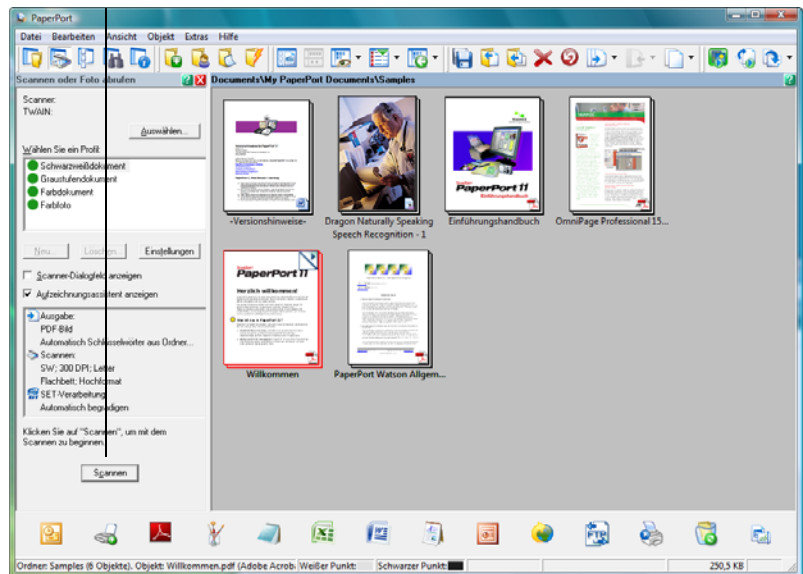 PaperPort
Datei Bearbeiten Ansicht Objekt Extras Hilfe
Scannen oder Foto abrufen
Documents\My PaperPort Documents\Samples
Scanner:
TWAIN:
Auswählen...
Wählen Sie ein Profil:
Schwarzweißdokument
Graustufendokument
Farbdokument
Farbfoto
Neu... Löschen... Einstellungen
Scanner-Dialogfeld anzeigen
Aufzeichnungsassistent anzeigen
Ausgabe:
PDF-Bild
Automatisch Schlüsselwörter aus Ordner...
Scannen:
SW; 300 DPI; Letter
Flachbett; Hochformat
SET-Verarbeitung
Automatisch begradigen
Klicken Sie auf "Scannen", um mit dem
Scannen zu beginnen.
Scannen
-Versionshinweise-
Dragon Naturally Speaking
Speech Recognition - 1
PaperPort 11
Einführungshandbuch
Einführungshandbuch
OmniPage Professional 15...
PaperPort 11
Herzlich willkommen!
Willkommen
PaperPort Watson Allgem...
FTP
Ordner: Samples (6 Objekte). Objekt: Willkommen.pdf (Adobe Acrob. Weißer Punkt: Schwarzer Punkt: 250,5 KB